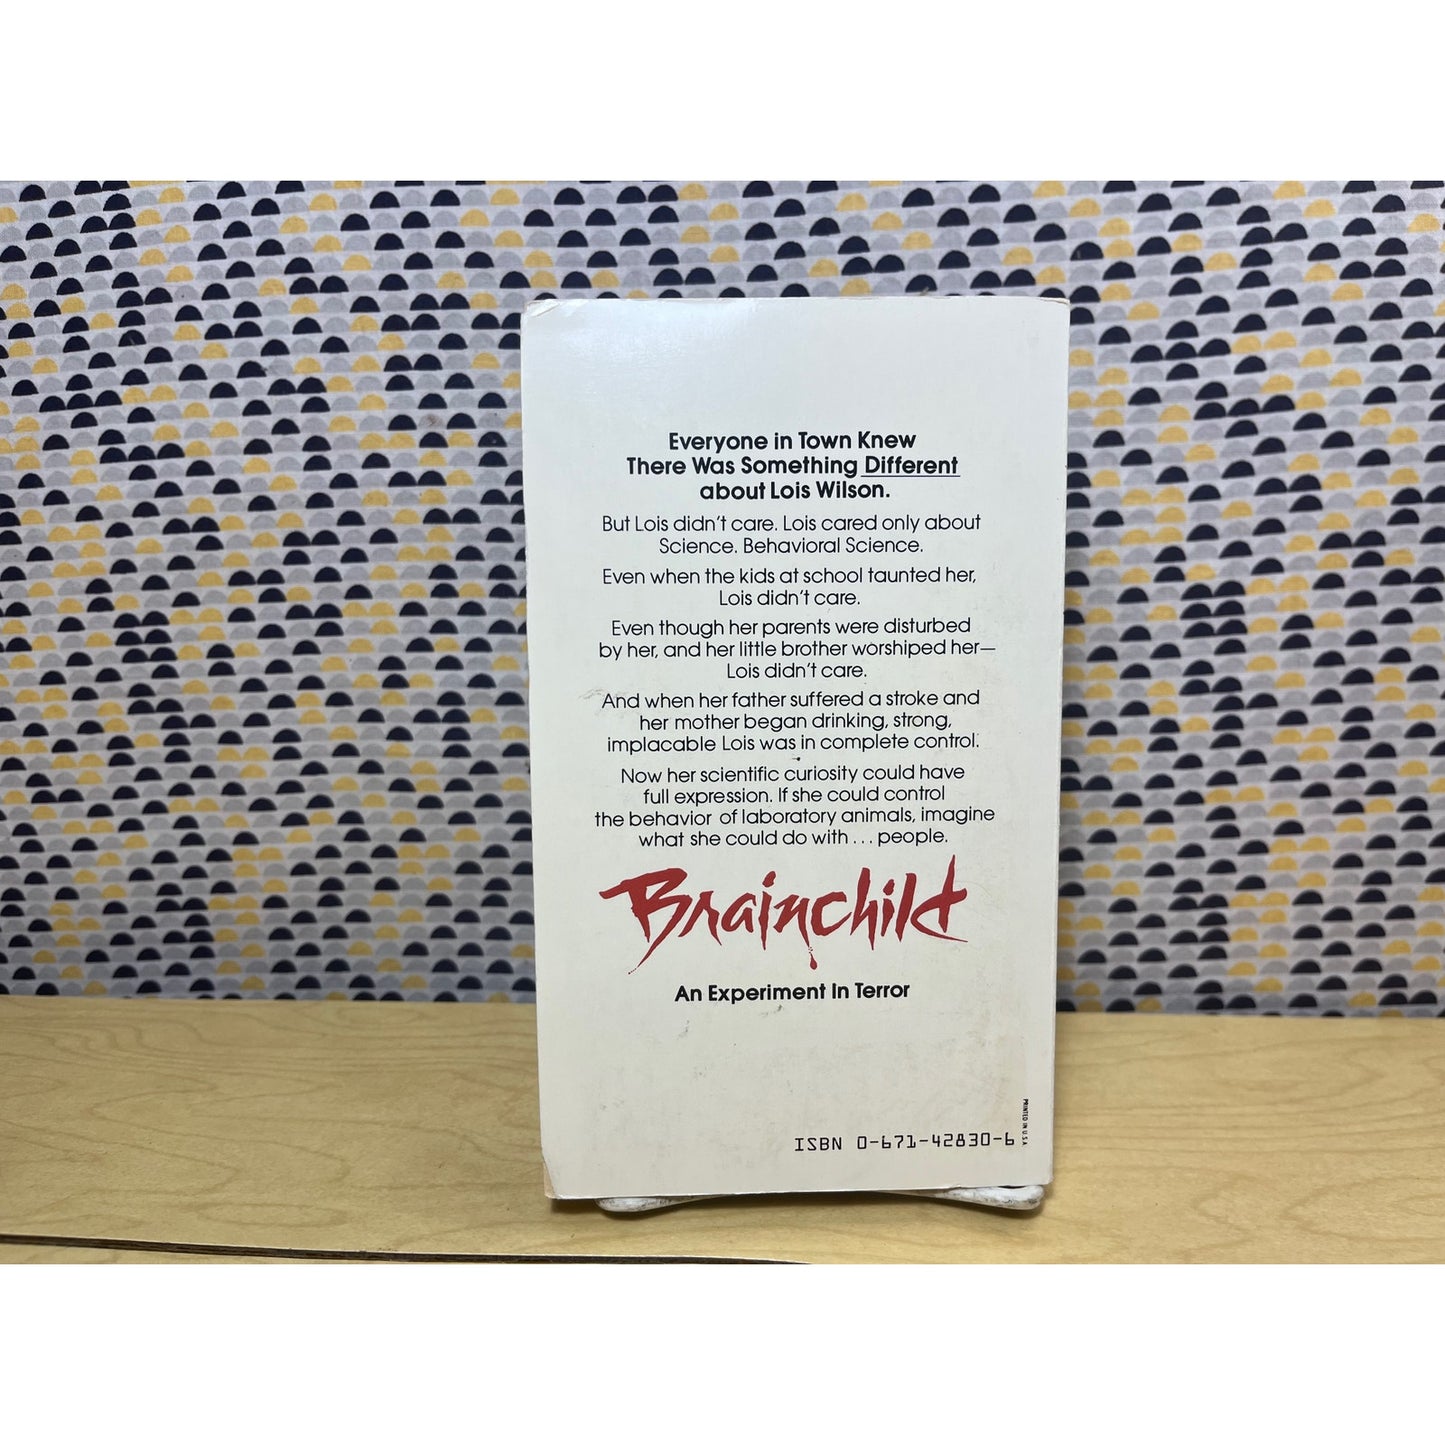 Everyone in Town Knew
There Was Something Different
about Lois Wilson.
But Lois didn't care. Lois cared only about
Science. Behavioral Science.
Even when the kids at school taunted her,
Lois didn't care.
Even though her parents were disturbed
by her, and her little brother worshiped her—
Lois didn't care.
And when her father suffered a stroke and
her mother began drinking, strong,
implacable Lois was in complete control.
Now her scientific curiosity could have
full expression. If she could control
the behavior of laboratory animals, imagine
what she could do with . . . people.
Brainchild
An Experiment In Terror
PRINTED IN U.S.A.
ISBN 0-671-42830-6